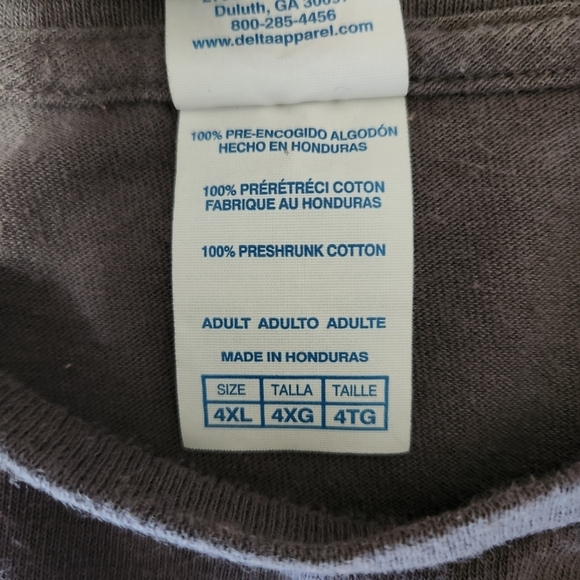 Duluth, GA
800-285-4456
www.deltaapparel.com
100% PRE-ENCOGIDO ALGODÓN
HECHO EN HONDURAS
100% PRÉRÉTRÉCI COTON
FABRIQUE AU HONDURAS
100% PRESHRUNK COTTON
ADULT ADULTO ADULTE
MADE IN HONDURAS
SIZE TALLA TAILLE
4XL 4XG 4TG